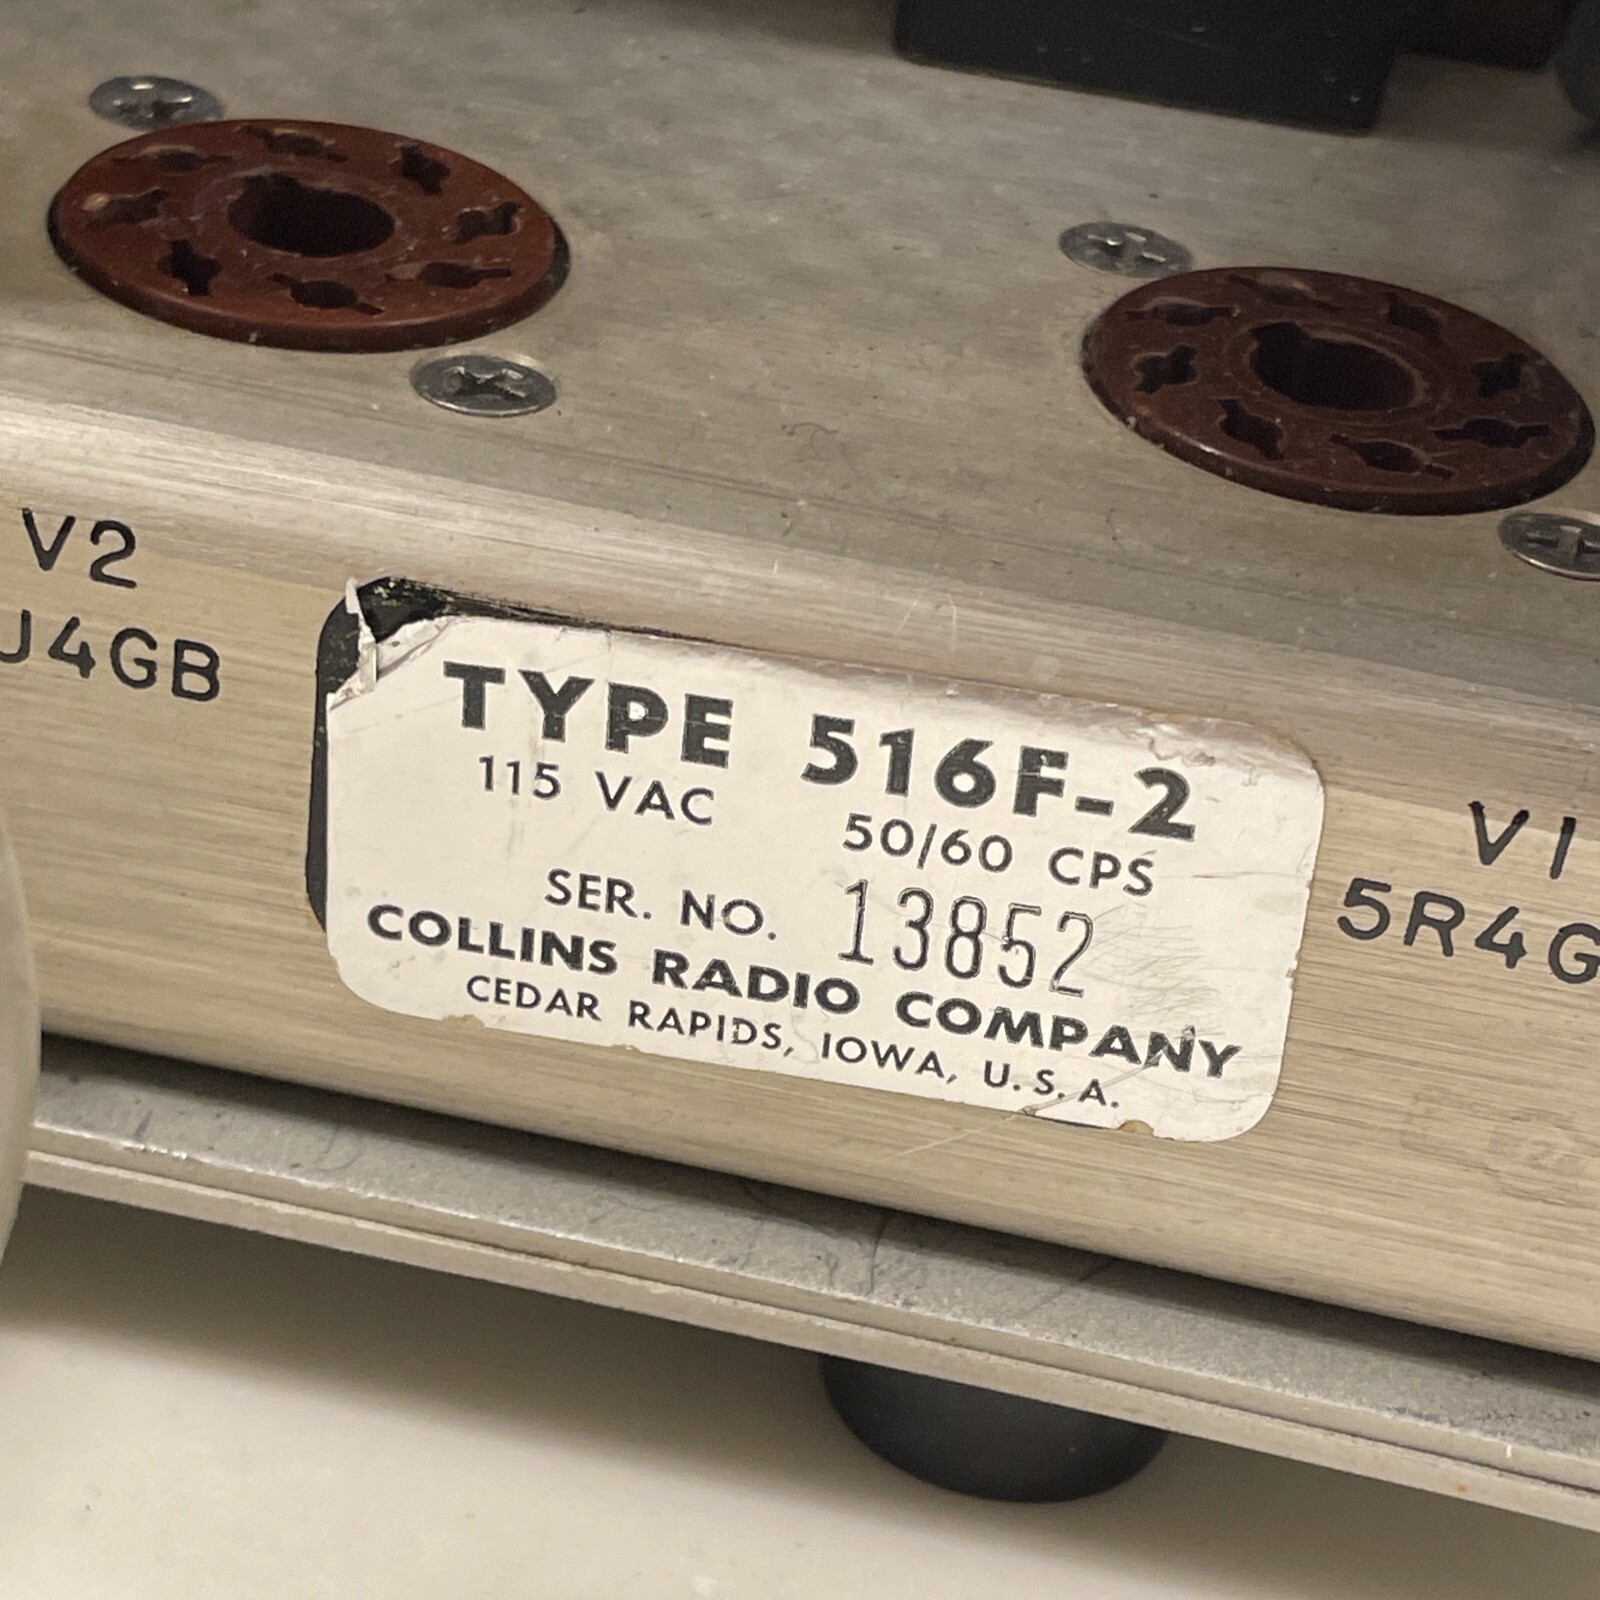 V2
U4GB
TYPE 516F-2
115 VAC 50/60 CPS
SER. NO. 13852
COLLINS RADIO COMPANY
CEDAR RAPIDS, IOWA, U.S.A.
V1
5R4G